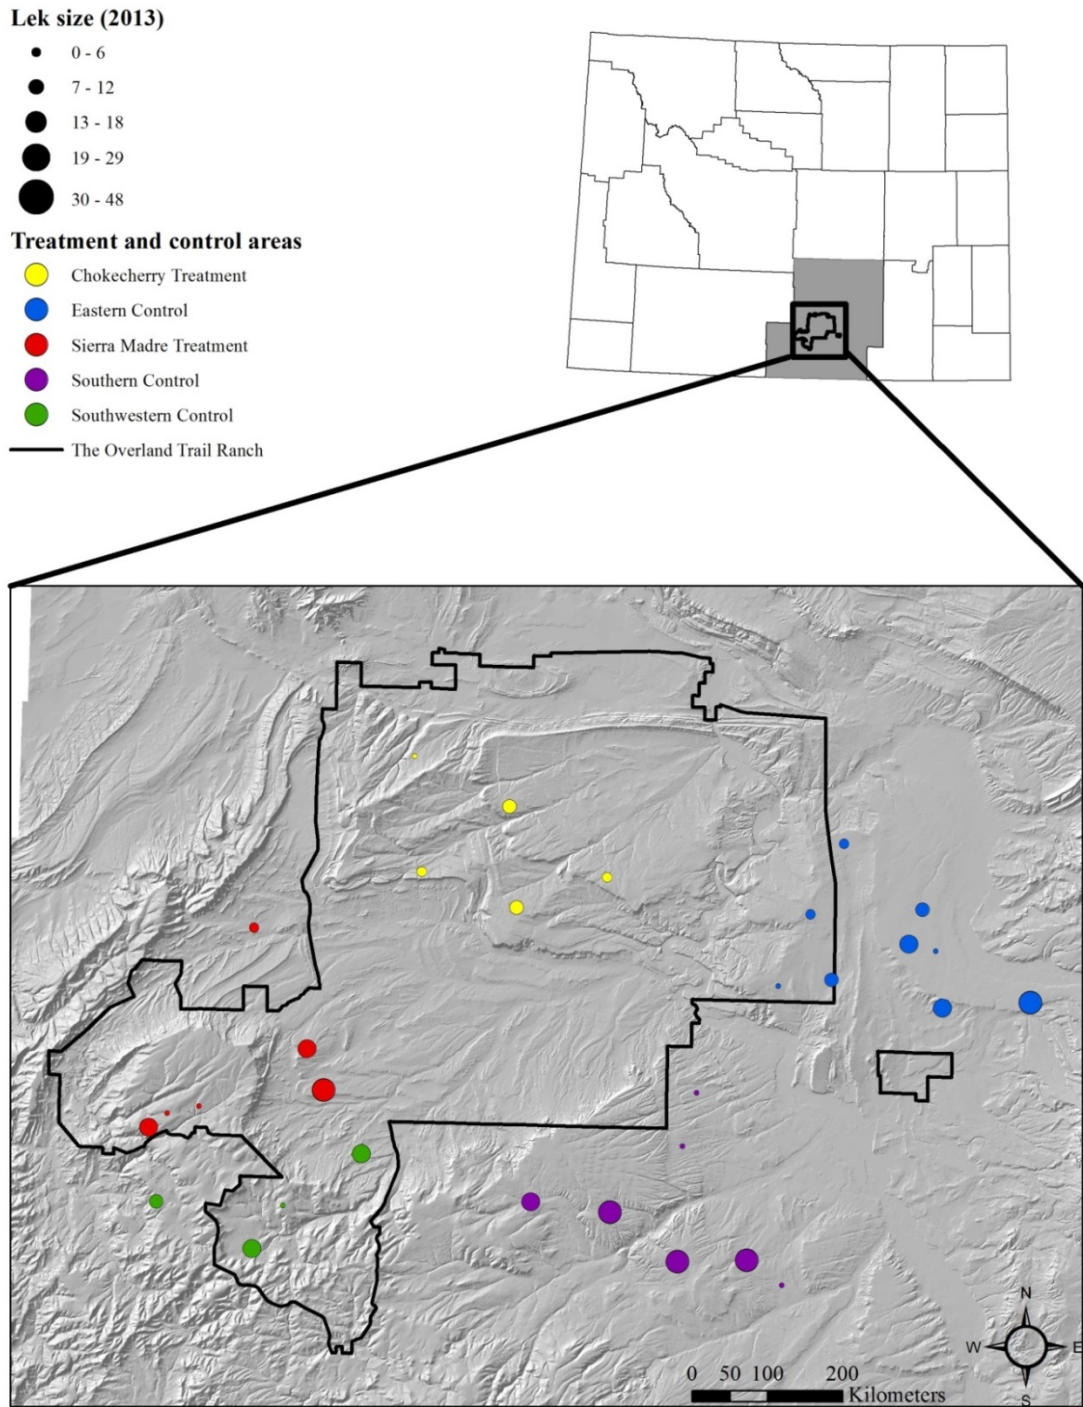 Lek size (2013)
0 - 6
7 - 12
13 - 18
19 - 29
30 - 48
Treatment and control areas
Chokecherry Treatment
Eastern Control
Sierra Madre Treatment
Southern Control
Southwestern Control
The Overland Trail Ranch
N
W E
S
0 50 100 200
Kilometers